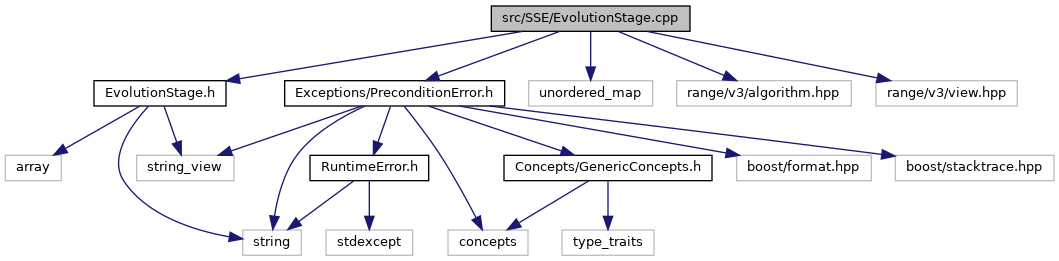 src/SSE/EvolutionStage.cpp
EvolutionStage.h
Exceptions/PreconditionError.h
unordered_map
range/v3/algorithm.hpp
range/v3/view.hpp
array
string_view
RuntimeError.h
Concepts/GenericConcepts.h
boost/format.hpp
boost/stacktrace.hpp
string
stdexcept
concepts
type_traits